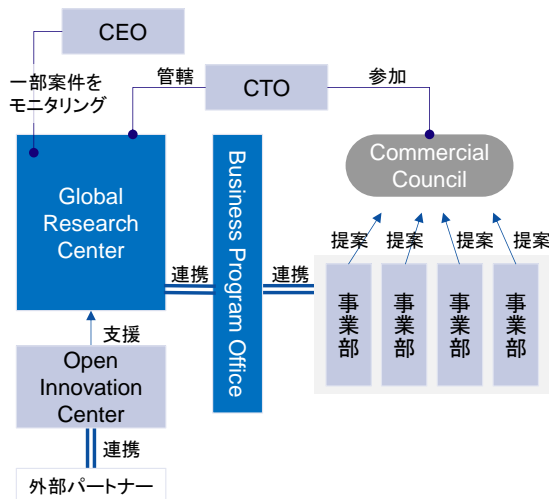 CEO
一部案件を
モニタリング
管轄
CTO
参加
Global
Research
Center
Business Program Office
Commercial
Council
提案
提案
提案
提案
連携
連携
事業部
事業部
事業部
事業部
支援
Open
Innovation
Center
連携
外部パートナー